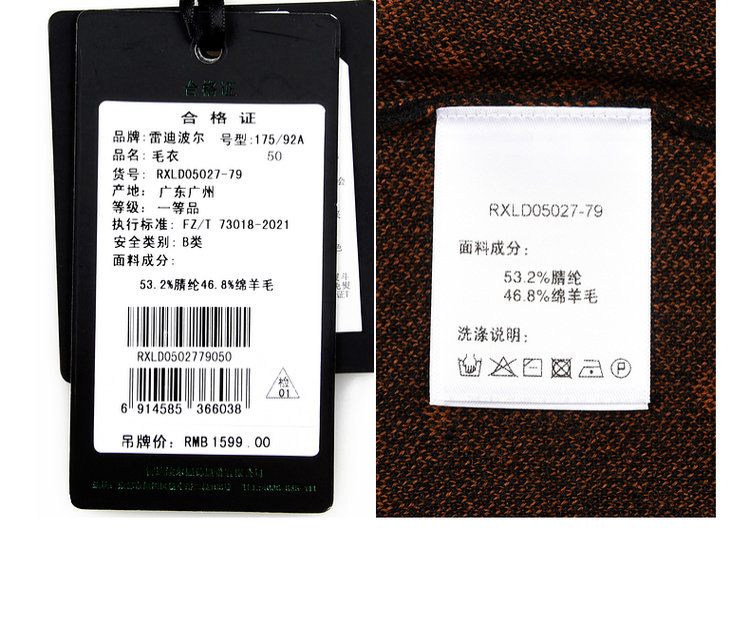 合格证
合 格 证
品牌: 雷迪波尔 号型: 175/92A
品名: 毛衣 50
货号: RXLD05027-79
产地: 广东广州
等级: 一等品
执行标准: FZ/T 73018-2021
安全类别: B类
面料成分:
53.2%腈纶46.8%绵羊毛
RXLD0502779050
6 914585 366038
检
01
吊牌价: RMB 1599.00
RXLD05027-79
面料成分:
53.2%腈纶
46.8%绵羊毛
洗涤说明:
P